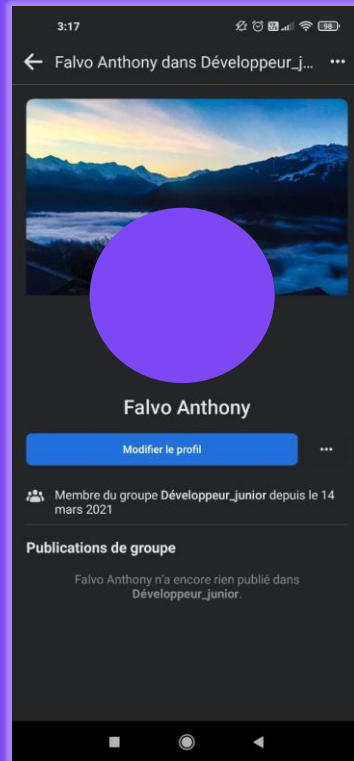 3:17
98
Falvo Anthony dans Développeur_j...
Falvo Anthony
Modifier le profil
Membre du groupe Développeur_junior depuis le 14
mars 2021
Publications de groupe
Falvo Anthony n'a encore rien publié dans
Développeur_junior.